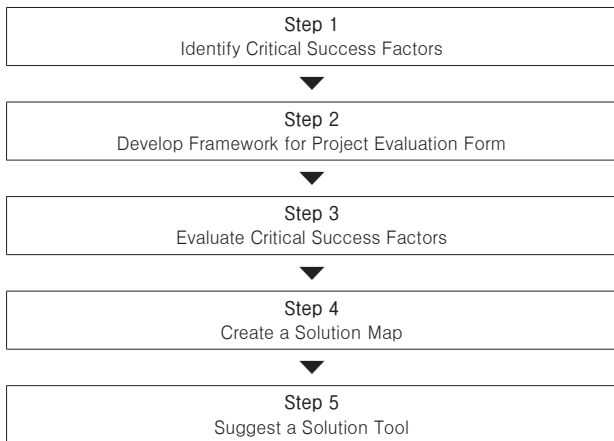 Step 1
Identify Critical Success Factors
Step 2
Develop Framework for Project Evaluation Form
Step 3
Evaluate Critical Success Factors
Step 4
Create a Solution Map
Step 5
Suggest a Solution Tool